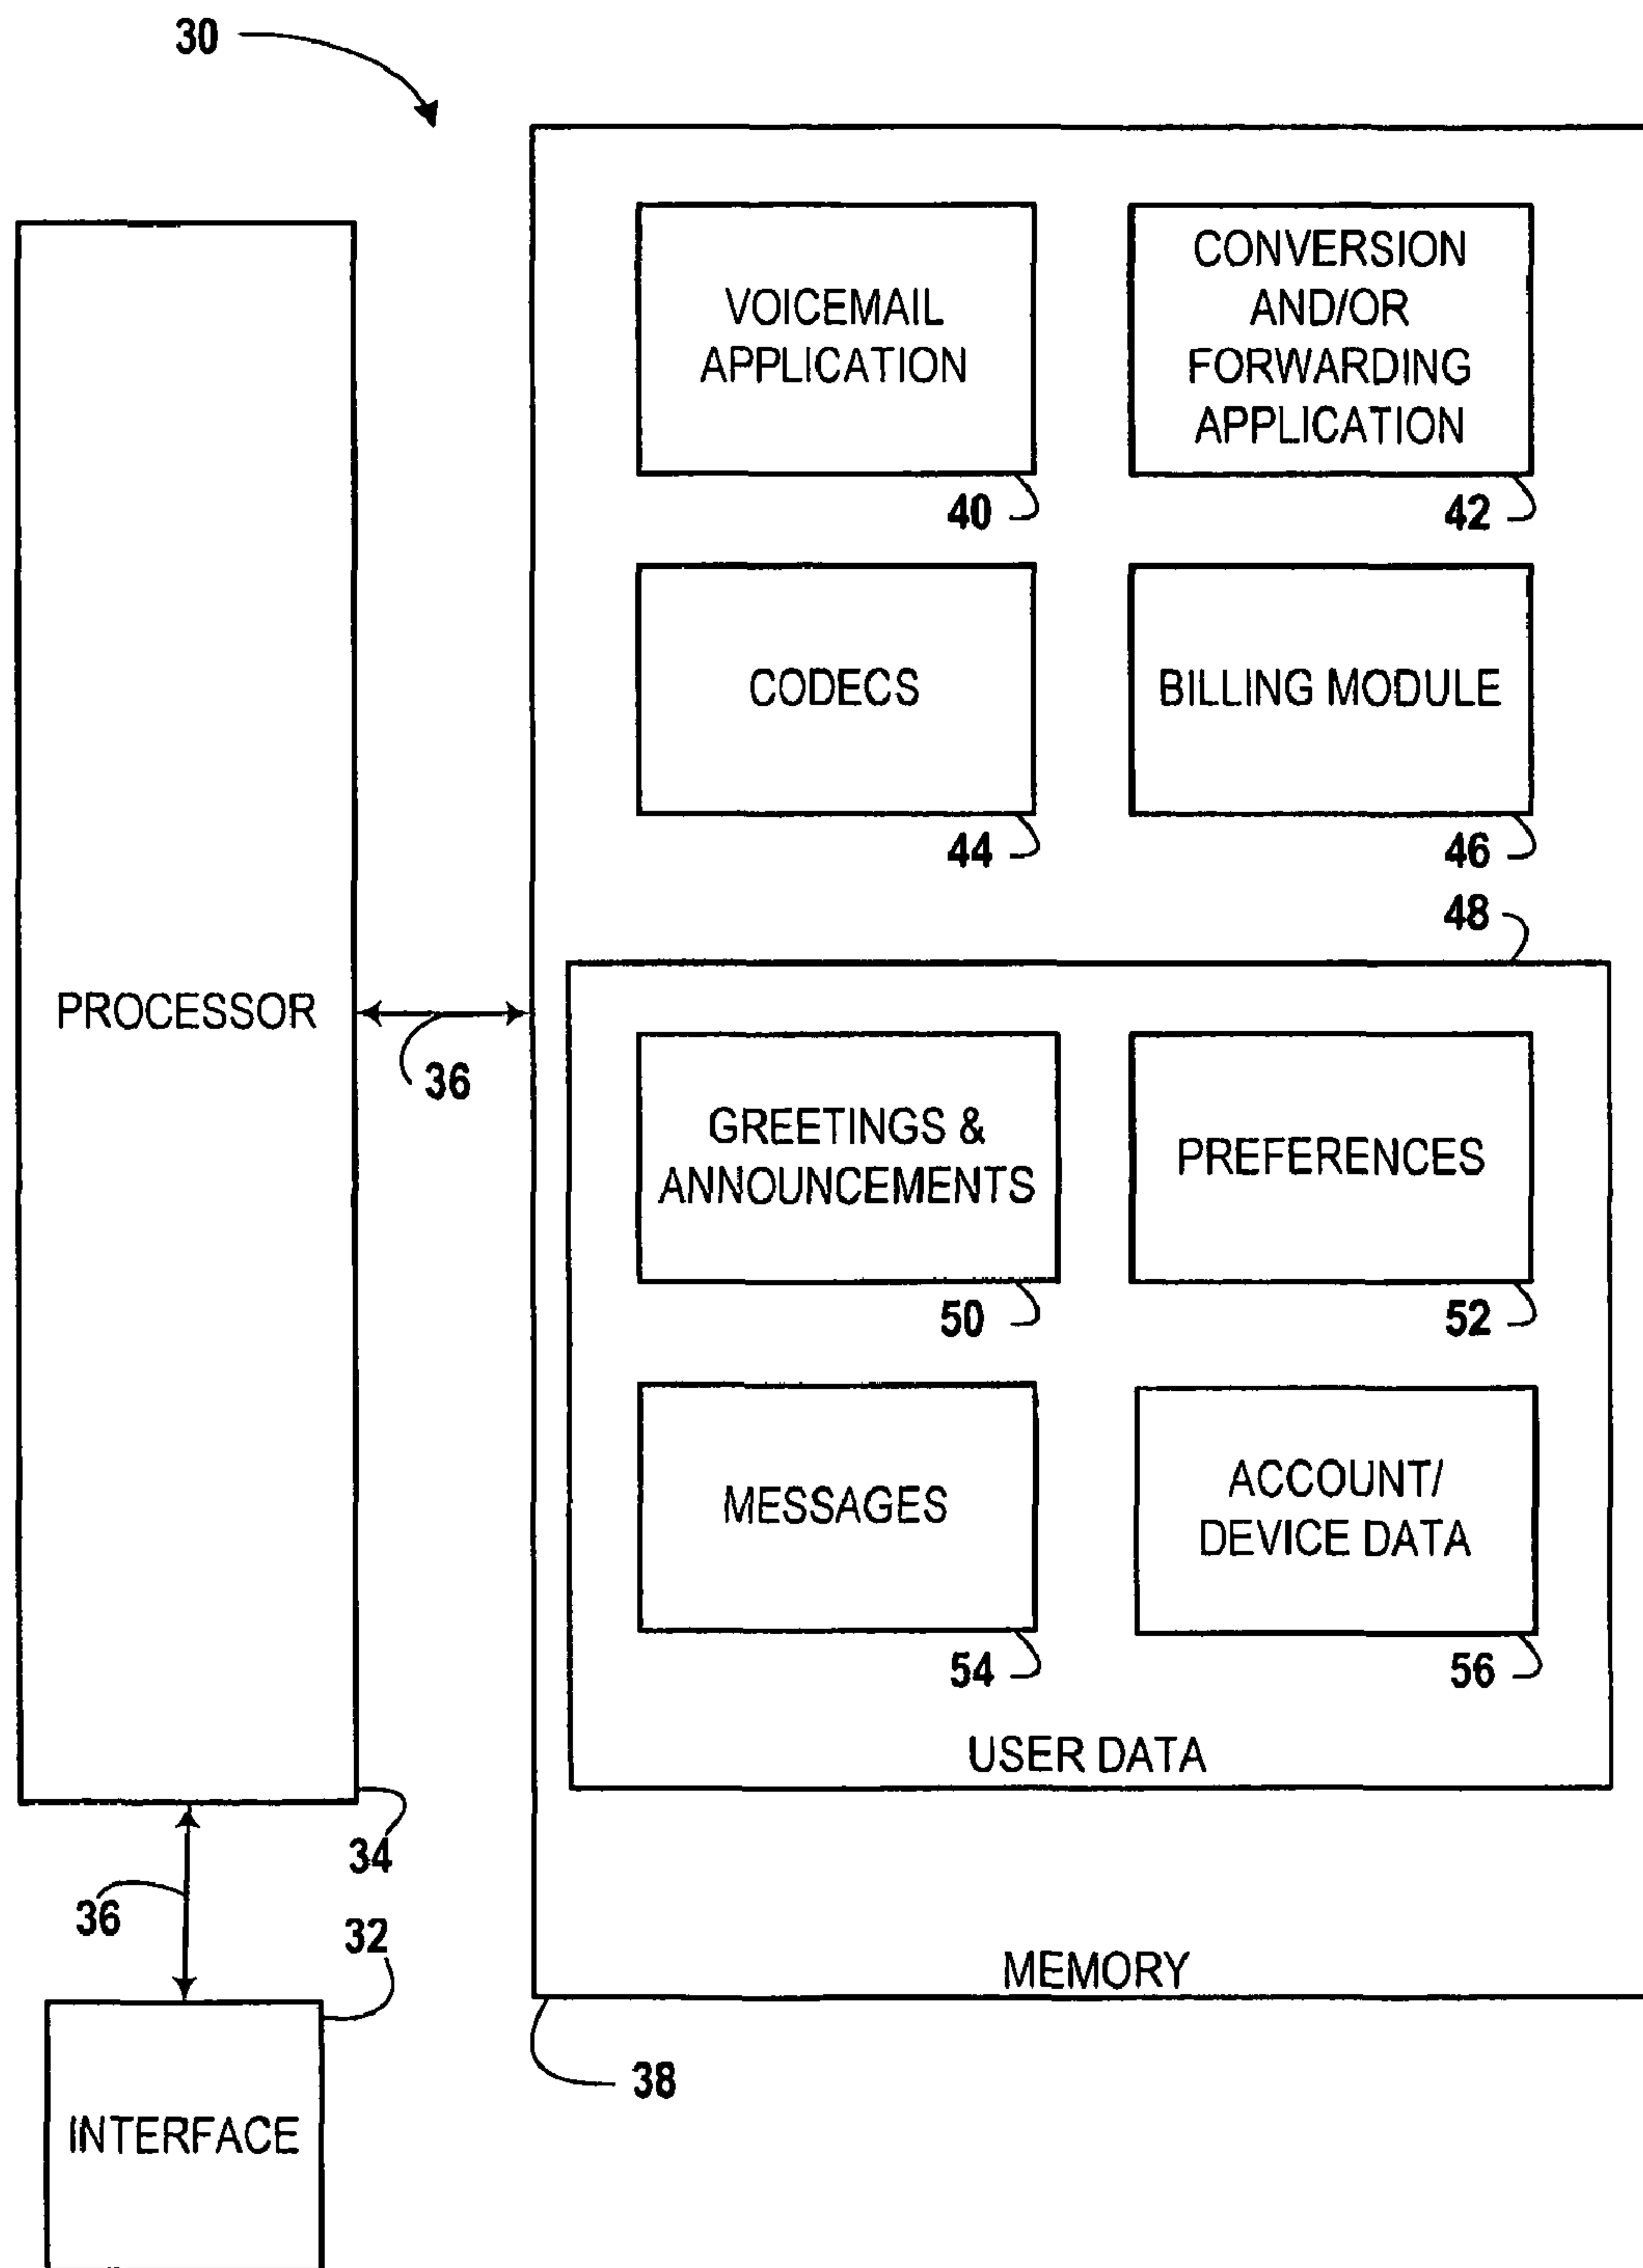 30
VOICEMAIL
APPLICATION
40
CONVERSION
AND/OR
FORWARDING
APPLICATION
42
CODECS
44
BILLING MODULE
46
48
PROCESSOR
36
GREETINGS &
ANNOUNCEMENTS
50
PREFERENCES
52
MESSAGES
54
ACCOUNT/
DEVICE DATA
56
USER DATA
34
36
32
MEMORY
38
INTERFACE